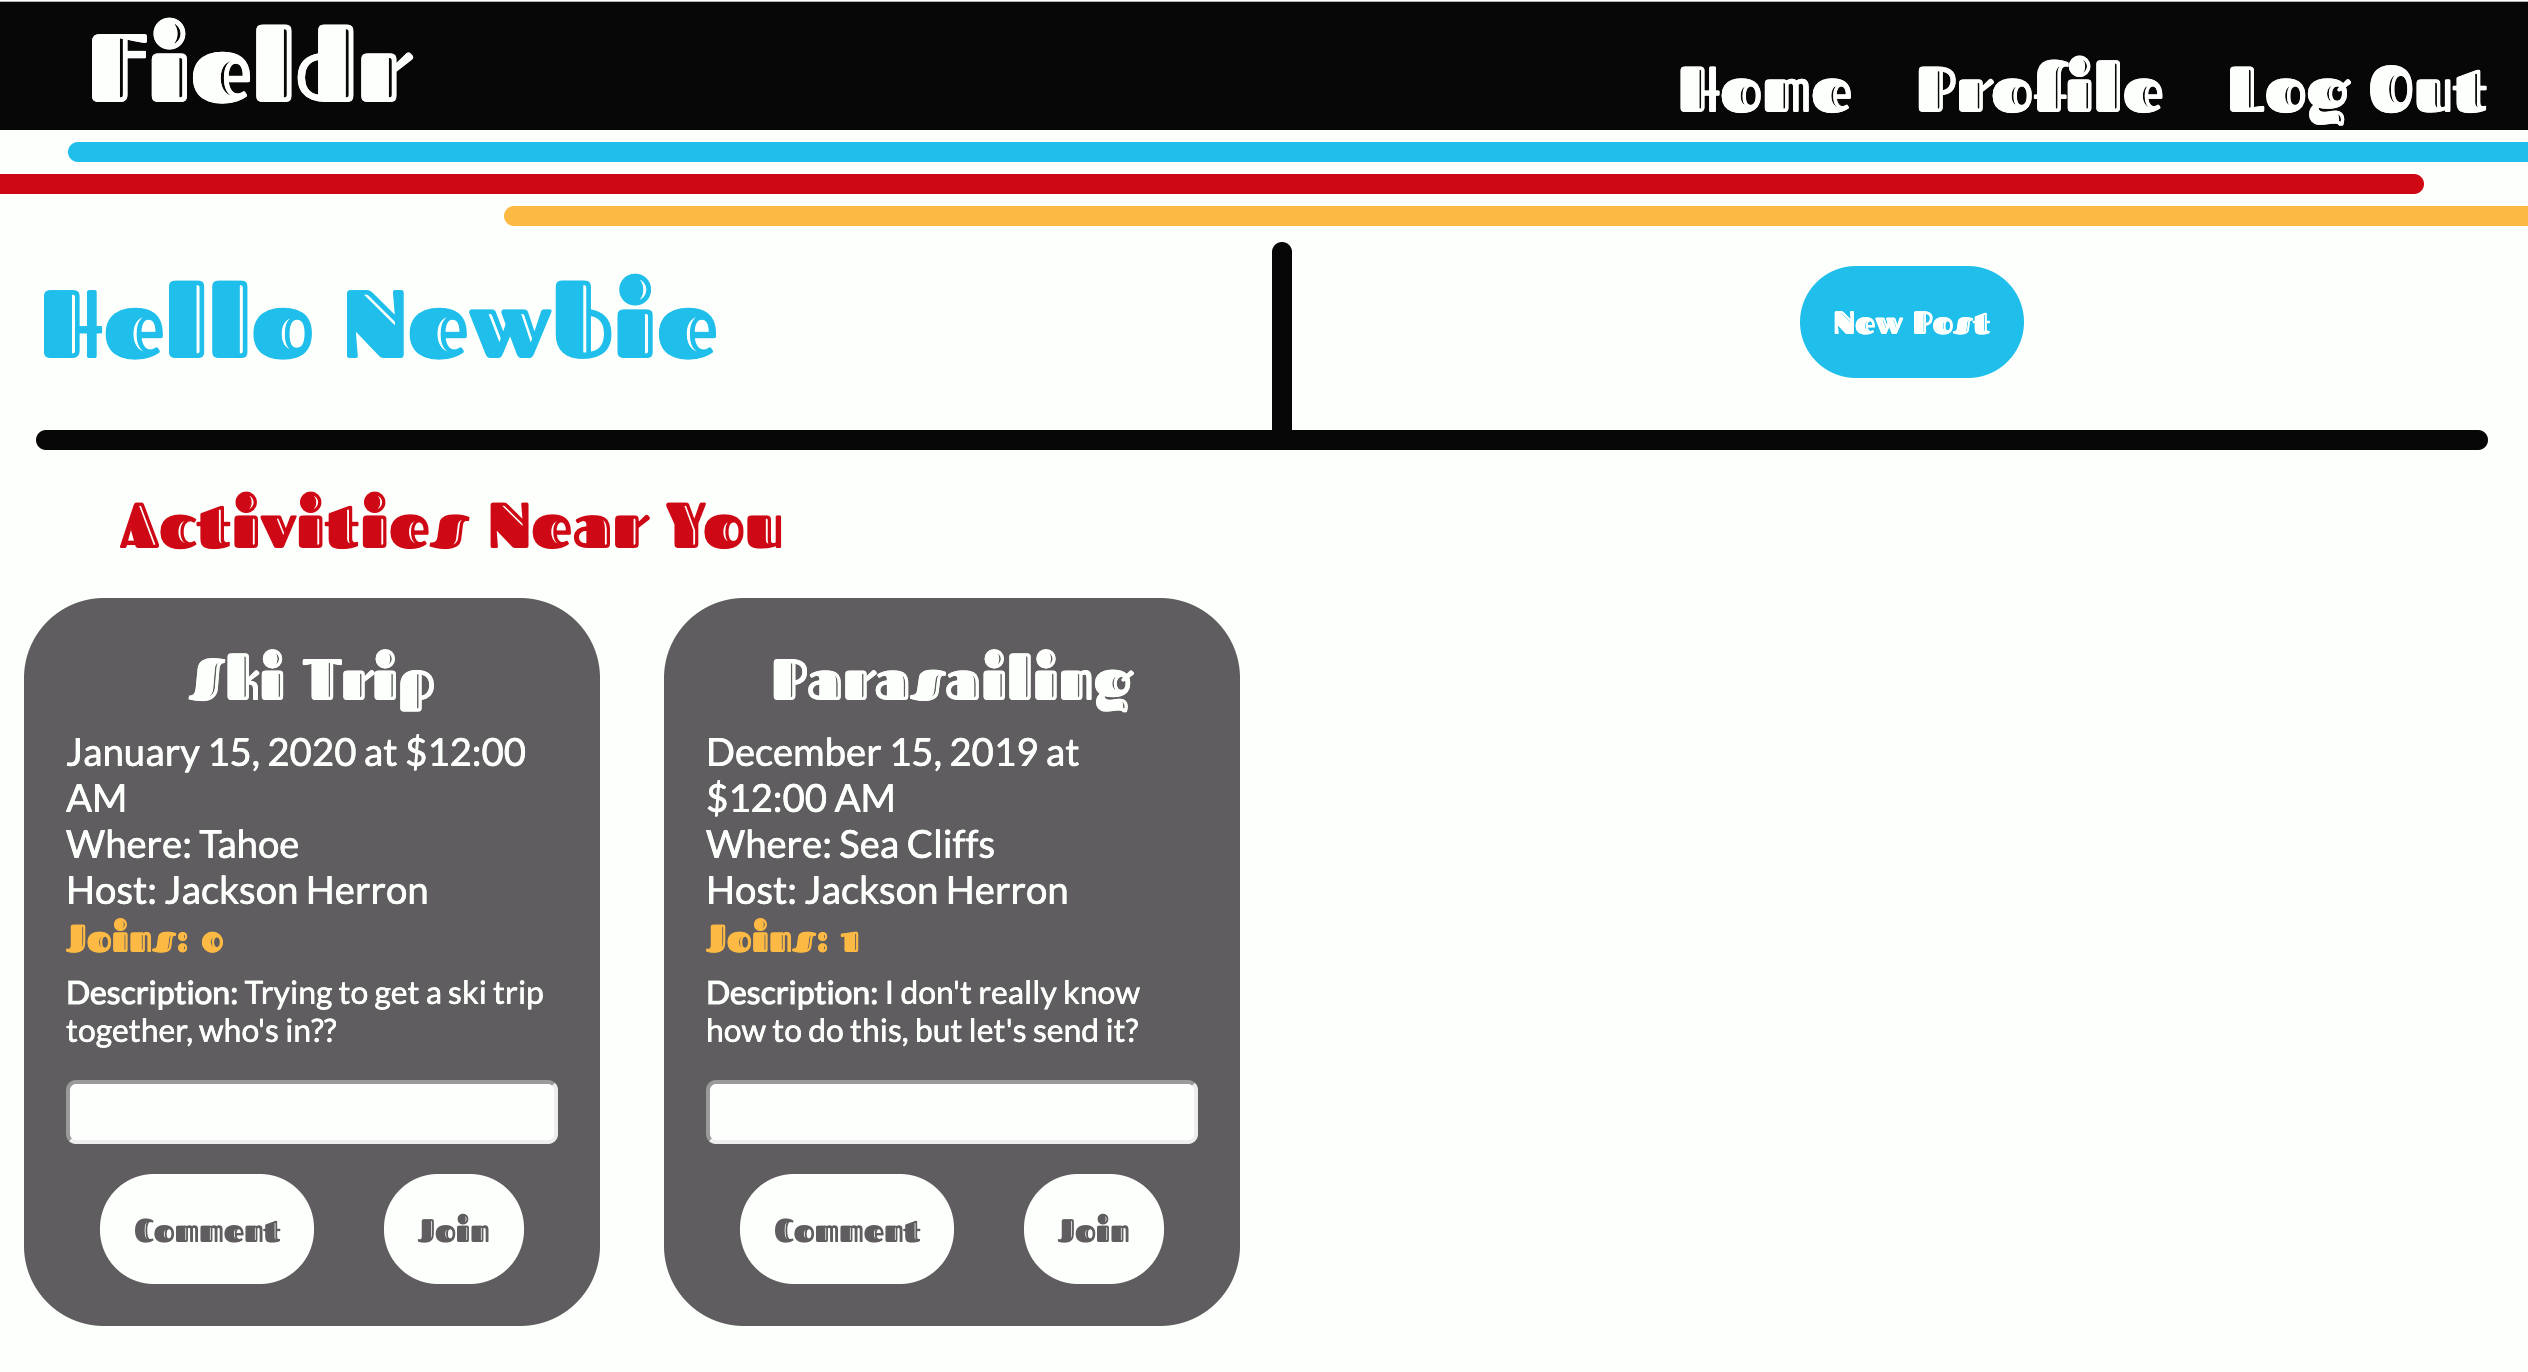 Fieldr
Home Profile Log Out
Hello Newbie
New Post
Activities Near You
Ski Trip
January 15, 2020 at $12:00
AM
Where: Tahoe
Host: Jackson Herron
Joins: 0
Description: Trying to get a ski trip
together, who's in??
Comment Join
Parasailing
December 15, 2019 at
$12:00 AM
Where: Sea Cliffs
Host: Jackson Herron
Joins: 1
Description: I don't really know
how to do this, but let's send it?
Comment Join